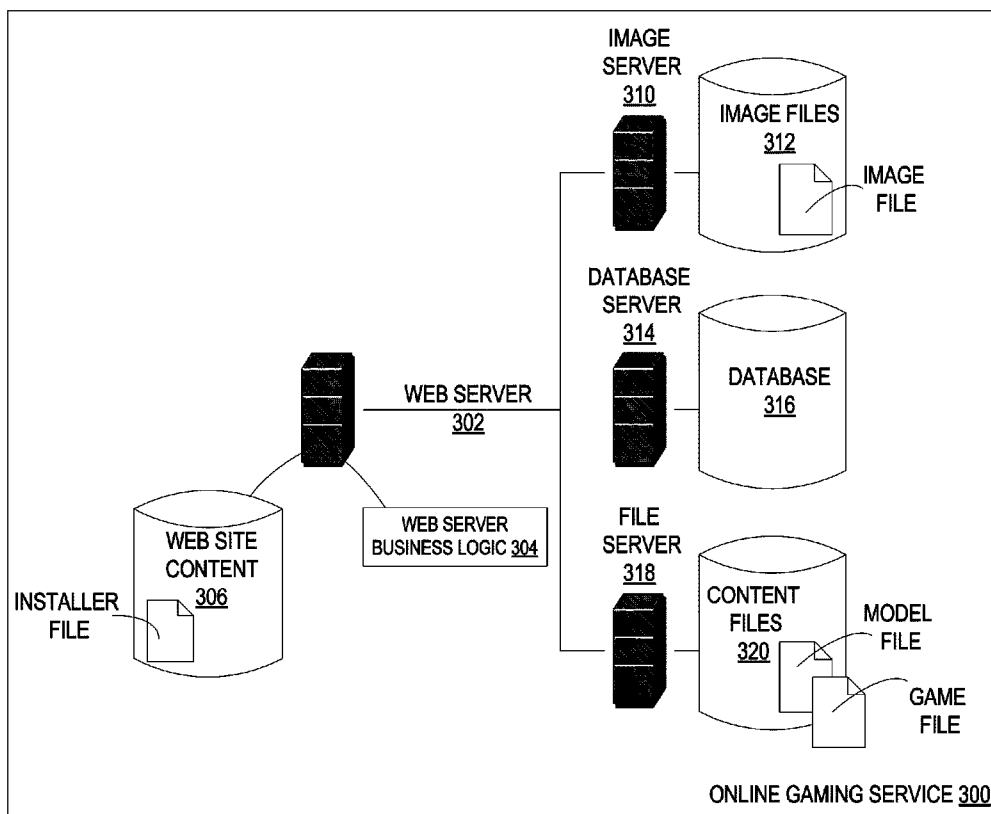 IMAGE
SERVER
310
IMAGE FILES
312
IMAGE
FILE
DATABASE
SERVER
314
DATABASE
316
WEB SERVER
302
WEB SERVER
BUSINESS LOGIC 304
WEB SITE
CONTENT
306
INSTALLER
FILE
FILE
SERVER
318
CONTENT
FILES
320
MODEL
FILE
GAME
FILE
ONLINE GAMING SERVICE 300